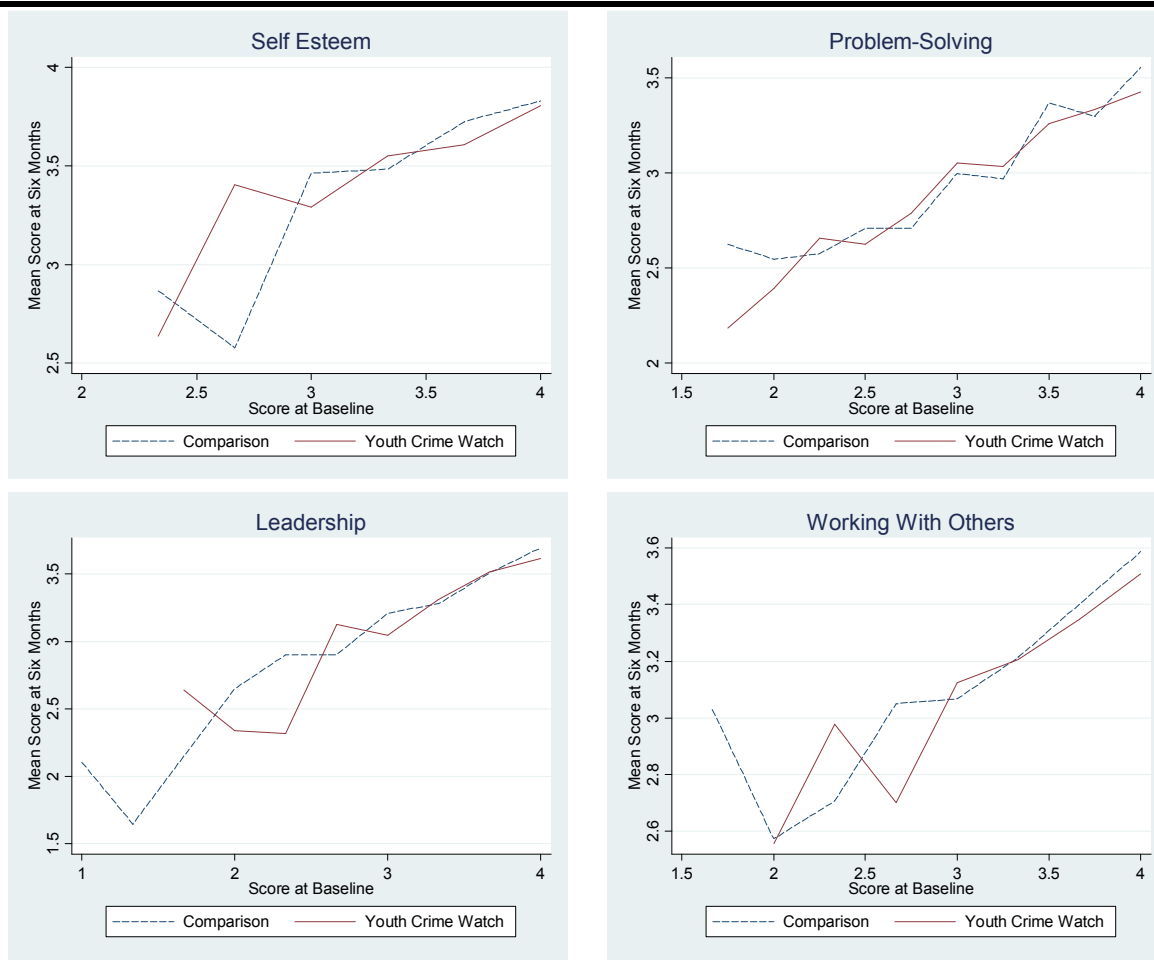 Self Esteem
Mean Score at Six Months
4
3.5
3
2.5
2 2.5 3 3.5 4
Score at Baseline
Comparison Youth Crime Watch
Problem-Solving
Mean Score at Six Months
3.5
3
2.5
2
1.5 2 2.5 3 3.5 4
Score at Baseline
Comparison Youth Crime Watch
Leadership
Mean Score at Six Months
3.5
3
2.5
2
1.5
1 2 3 4
Score at Baseline
Comparison Youth Crime Watch
Working With Others
Mean Score at Six Months
3.6
3.4
3.2
3
2.8
2.6
1.5 2 2.5 3 3.5 4
Score at Baseline
Comparison Youth Crime Watch